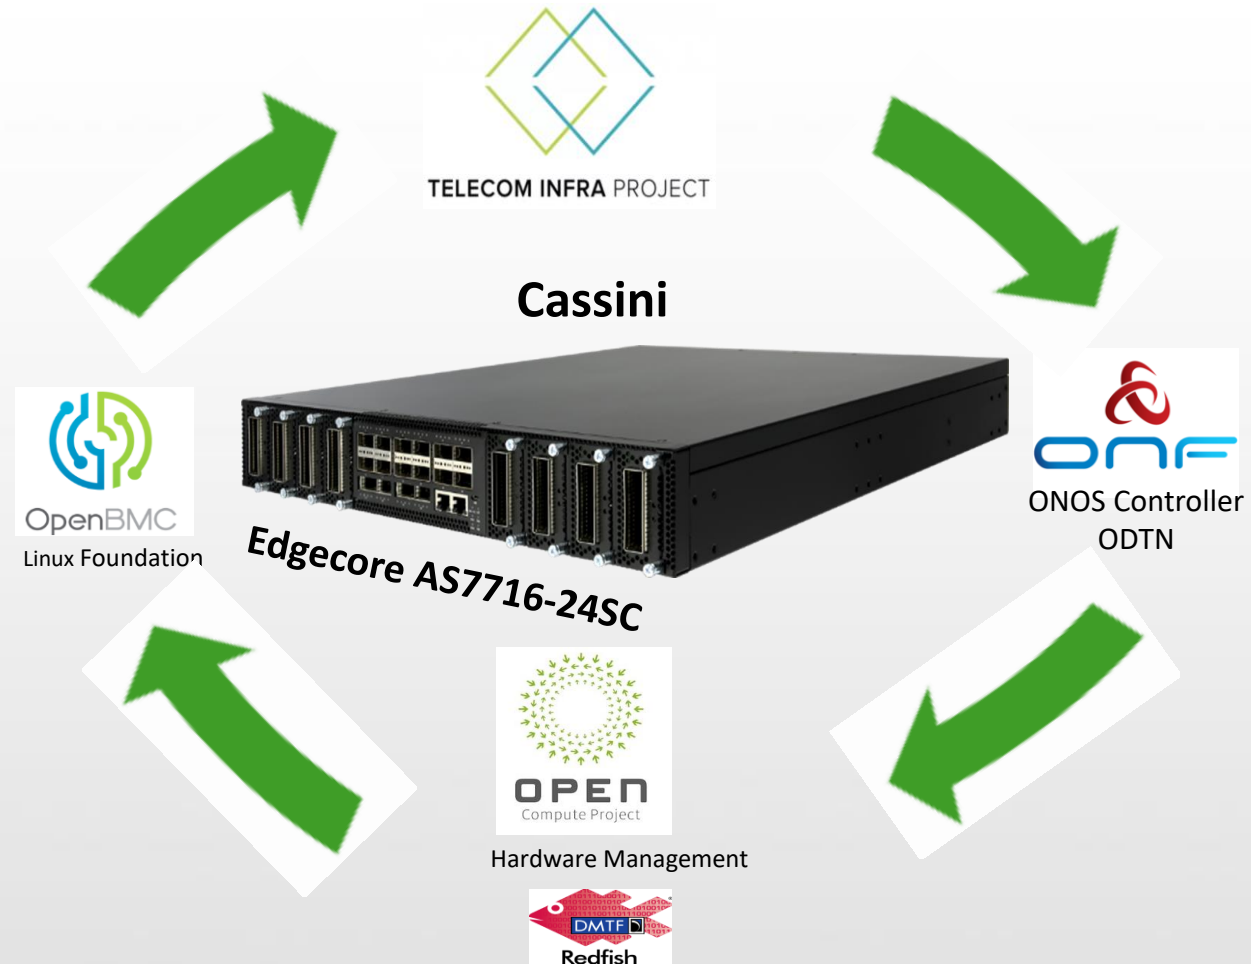 TELECOM INFRA PROJECT
Cassini
OpenBMC
Linux Foundation
ONF
ONOS Controller
ODTN
Edgecore AS7716-24SC
OPEN
Compute Project
Hardware Management
DMTF
Redfish